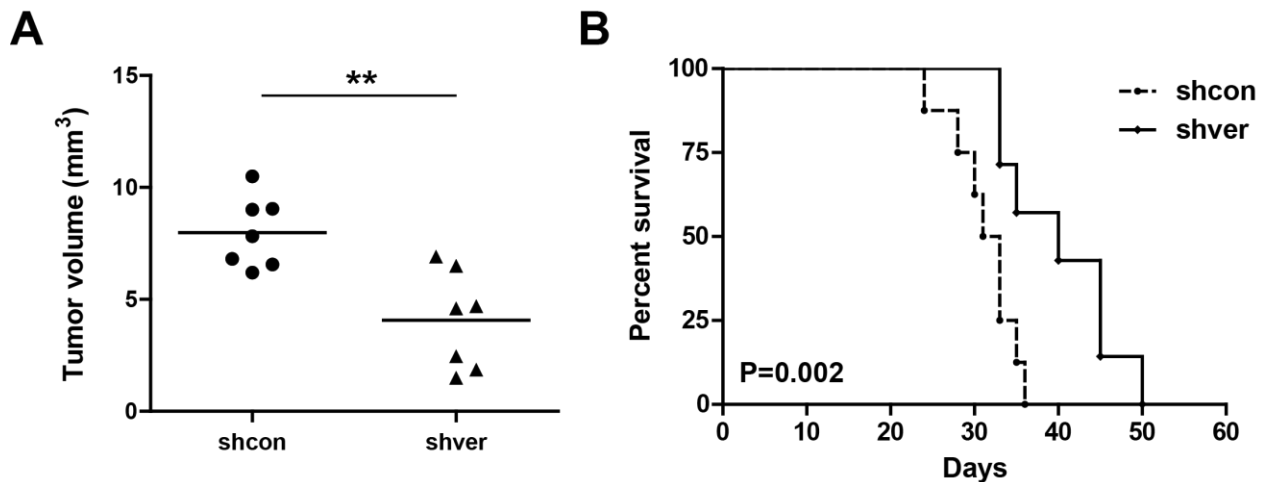 A
Tumor volume (mm³)
15
10
5
0
**
shcon
shver
B
Percent survival
100
75
50
25
0
P=0.002
shcon
shver
0 10 20 30 40 50 60
Days